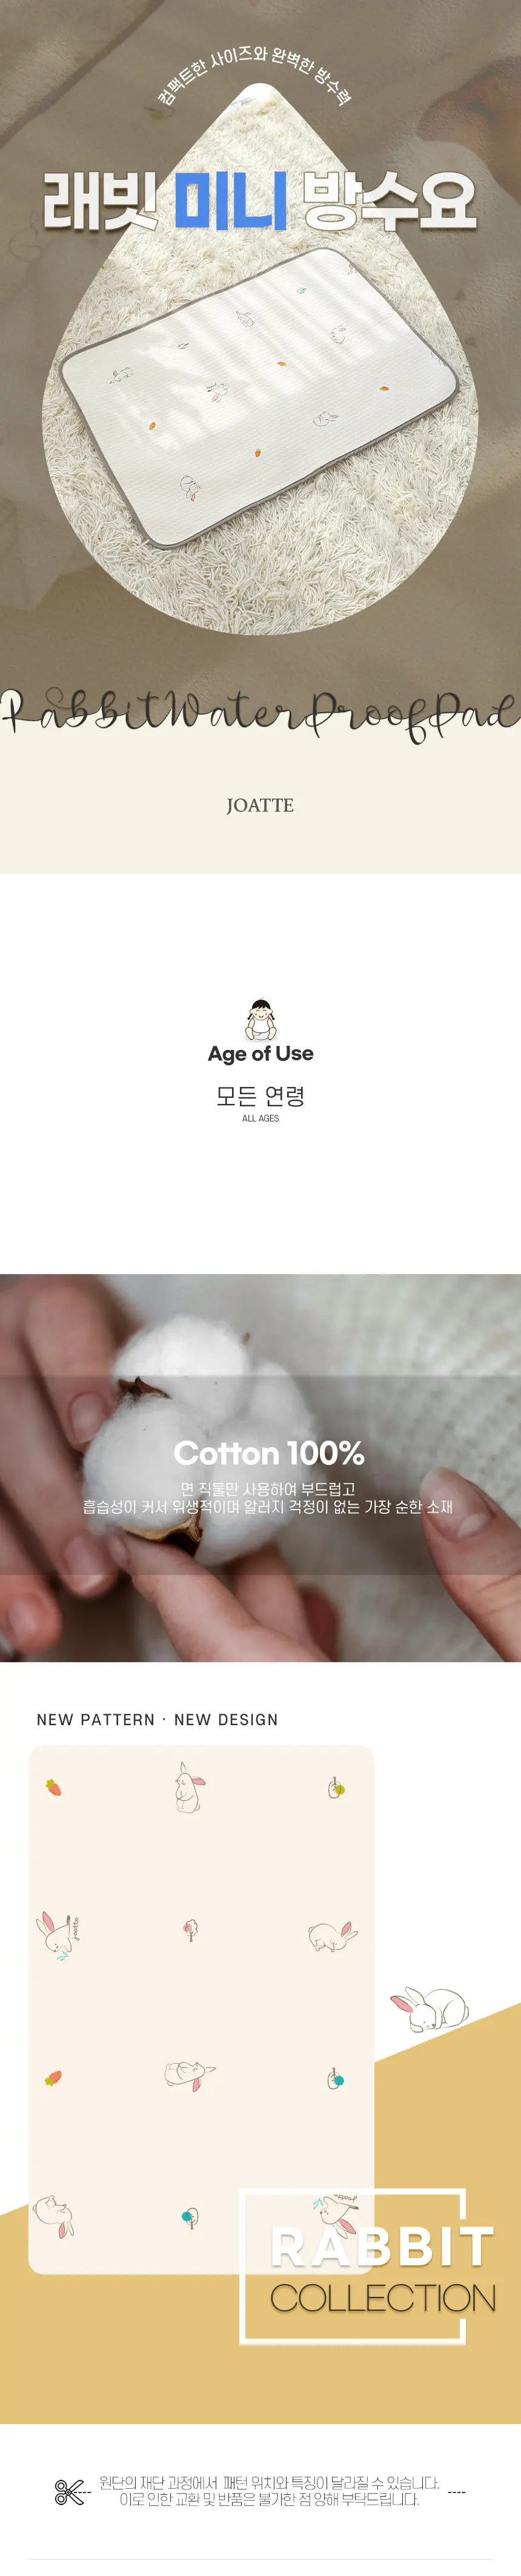 컴팩트한 사이즈와 완벽한 방수력
래빗 미니 방수요
RabbitWaterProofPad
JOATTE
Age of Use
모든 연령
ALL AGES
Cotton 100%
면 직물만 사용하여 부드럽고
흡습성이 커서 위생적이며 알러지 걱정이 없는 가장 순한 소재
NEW PATTERN · NEW DESIGN
joatte
joatte
RABBIT
COLLECTION
원단의 재단 과정에서 패턴 위치와 특징이 달라질 수 있습니다.
이로 인한 교환 및 반품은 불가한 점 양해 부탁드립니다.